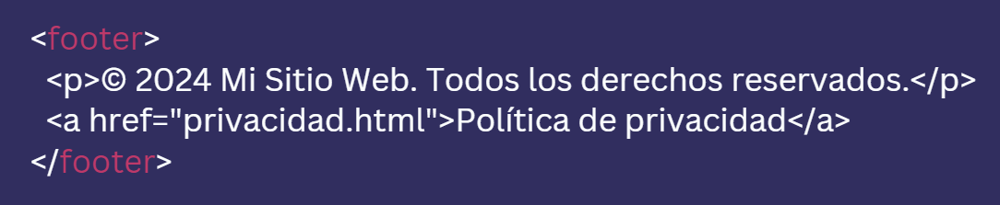 <footer>
<p>© 2024 Mi Sitio Web. Todos los derechos reservados.</p>
<a href="privacidad.html">Política de privacidad</a>
</footer>